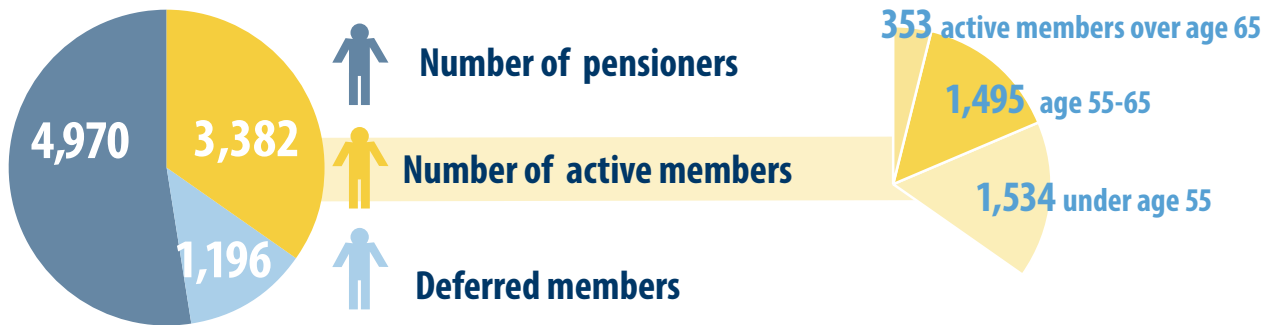 4,970
3,382
1,196
Number of pensioners
Number of active members
Deferred members
353 active members over age 65
1,495 age 55-65
1,534 under age 55